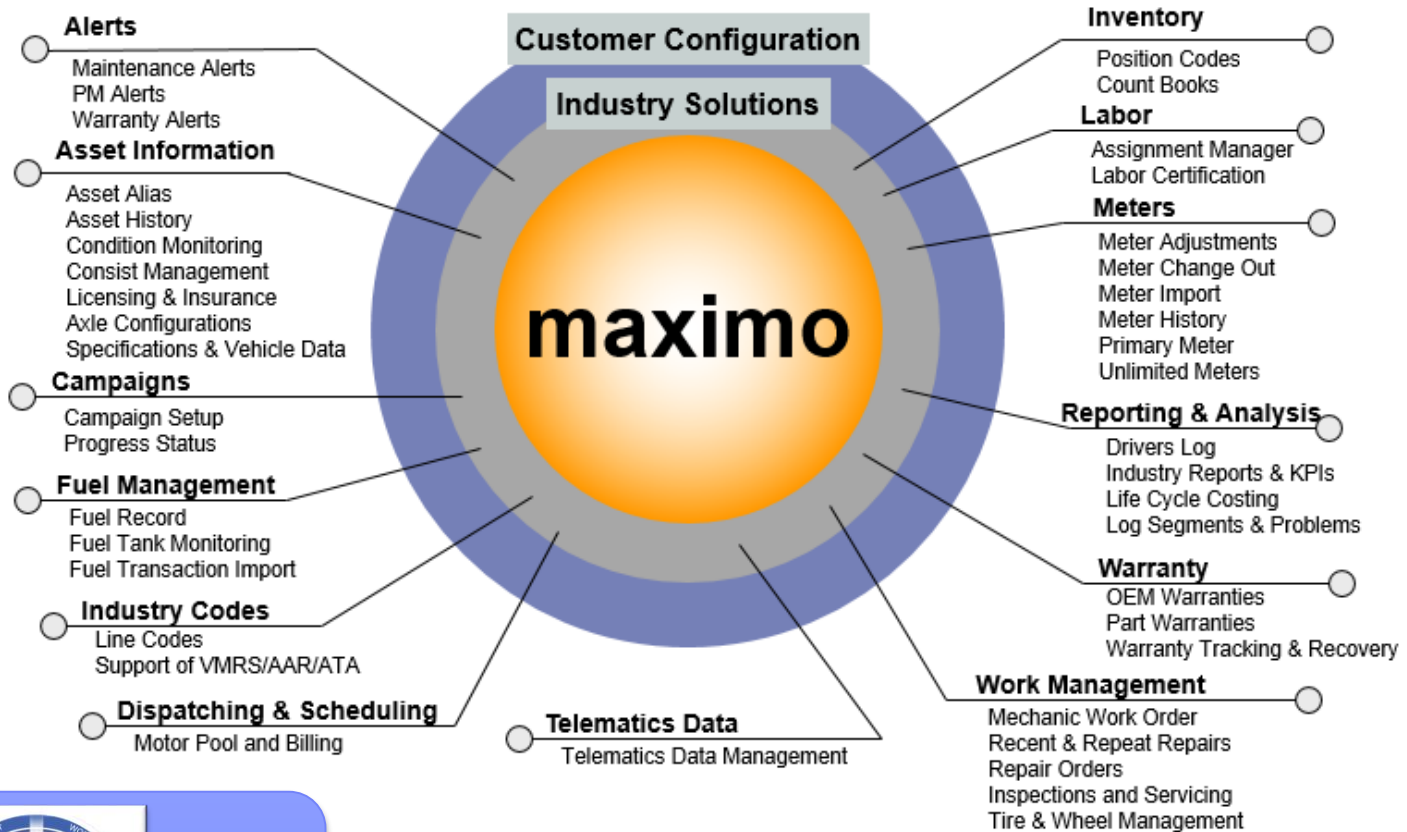 Customer Configuration
Industry Solutions
maximo
Alerts
Maintenance Alerts
PM Alerts
Warranty Alerts
Asset Information
Asset Alias
Asset History
Condition Monitoring
Consist Management
Licensing & Insurance
Axle Configurations
Specifications & Vehicle Data
Campaigns
Campaign Setup
Progress Status
Fuel Management
Fuel Record
Fuel Tank Monitoring
Fuel Transaction Import
Industry Codes
Line Codes
Support of VMRS/AAR/ATA
Dispatching & Scheduling
Motor Pool and Billing
Telematics Data
Telematics Data Management
Inventory
Position Codes
Count Books
Labor
Assignment Manager
Labor Certification
Meters
Meter Adjustments
Meter Change Out
Meter Import
Meter History
Primary Meter
Unlimited Meters
Reporting & Analysis
Drivers Log
Industry Reports & KPIs
Life Cycle Costing
Log Segments & Problems
Warranty
OEM Warranties
Part Warranties
Warranty Tracking & Recovery
Work Management
Mechanic Work Order
Recent & Repeat Repairs
Repair Orders
Inspections and Servicing
Tire & Wheel Management